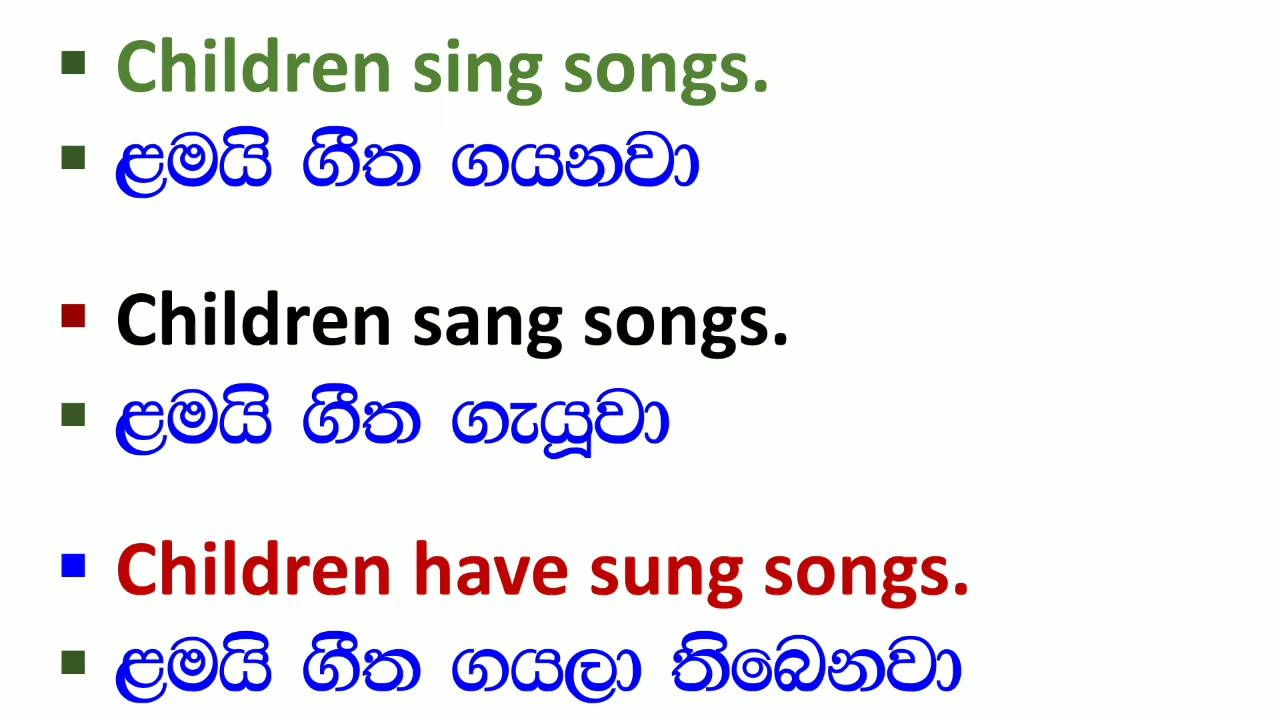 ▪ Children sing songs.
▪ ළමයි ගීත ගයනවා
▪ Children sang songs.
▪ ළමයි ගීත ගැයූවා
▪ Children have sung songs.
▪ ළමයි ගීත ගයලා තිබෙනවා